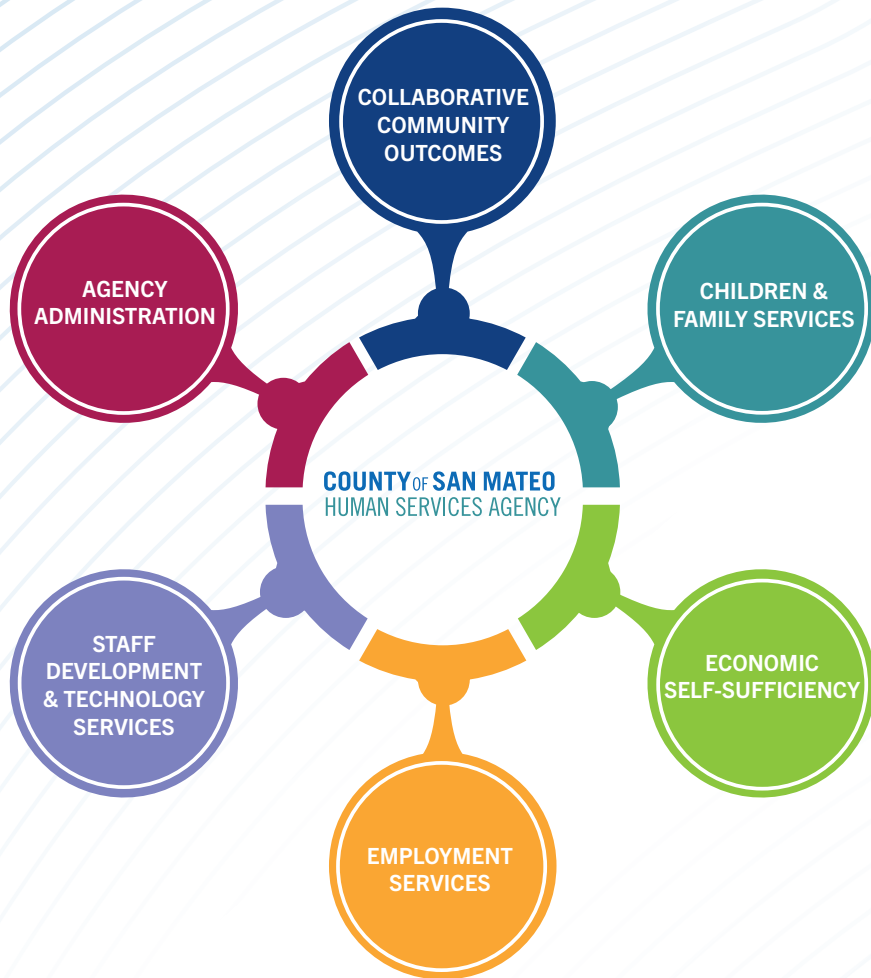 COLLABORATIVE
COMMUNITY
OUTCOMES
AGENCY
ADMINISTRATION
CHILDREN &
FAMILY SERVICES
COUNTY OF SAN MATEO
HUMAN SERVICES AGENCY
STAFF
DEVELOPMENT
& TECHNOLOGY
SERVICES
ECONOMIC
SELF-SUFFICIENCY
EMPLOYMENT
SERVICES